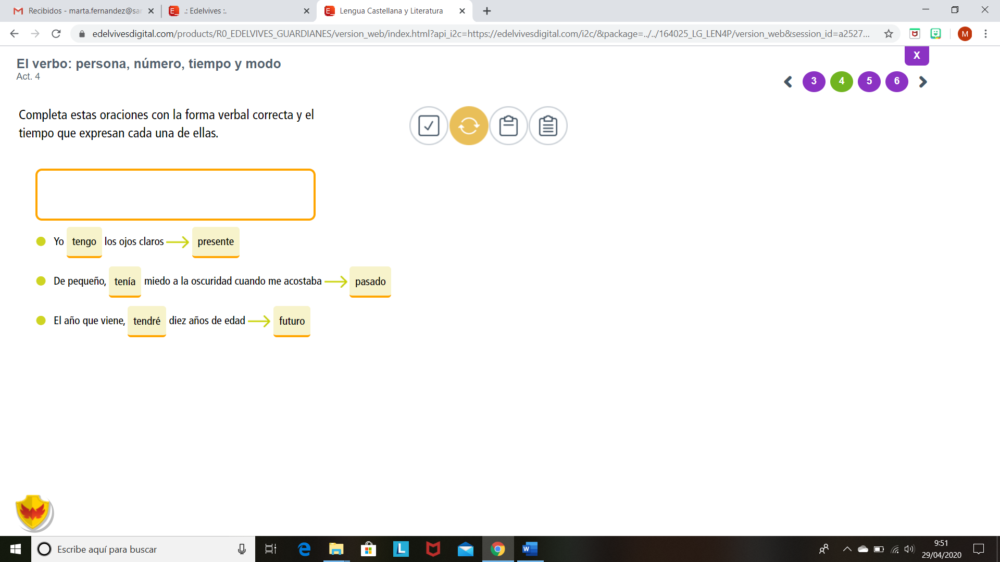 Recibidos - marta.fernandez@sar
.: Edelvives :.
Lengua Castellana y Literatura
edelvivesdigital.com/products/R0_EDELVIVES_GUARDIANES/version_web/index.html?api_i2c=https://edelvivesdigital.com/i2c/&package=../../164025_LG_LEN4P/version_web&session_id=a2527...
M
El verbo: persona, número, tiempo y modo
Act. 4
X
3 4 5 6
Completa estas oraciones con la forma verbal correcta y el
tiempo que expresan cada una de ellas.
Yo tengo los ojos claros → presente
De pequeño, tenía miedo a la oscuridad cuando me acostaba → pasado
El año que viene, tendré diez años de edad → futuro
Escribe aquí para buscar
9:51
29/04/2020